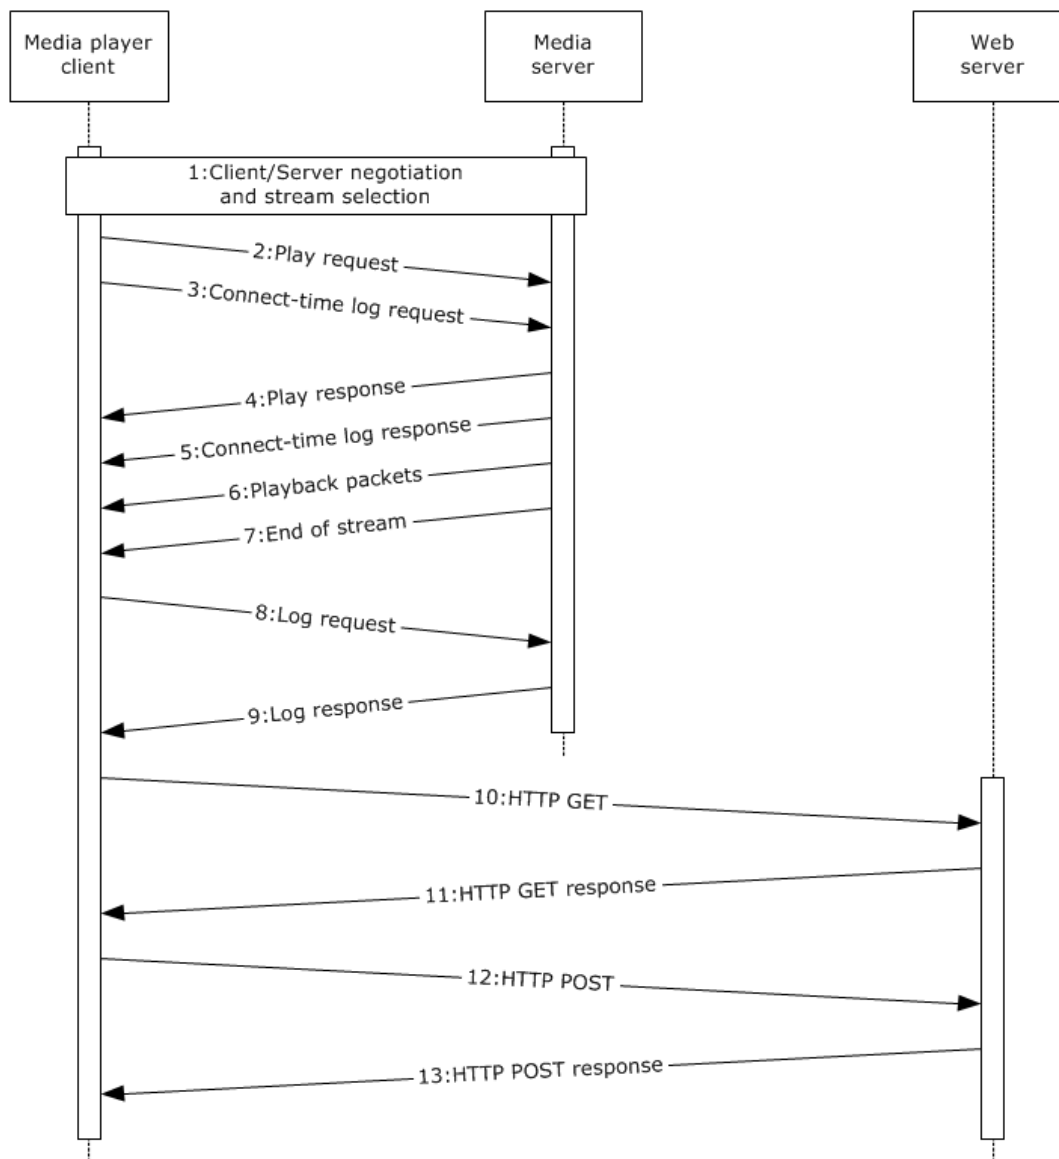 Media player
client
Media
server
Web
server
1:Client/Server negotiation
and stream selection
2:Play request
3:Connect-time log request
4:Play response
5:Connect-time log response
6:Playback packets
7:End of stream
8:Log request
9:Log response
10:HTTP GET
11:HTTP GET response
12:HTTP POST
13:HTTP POST response